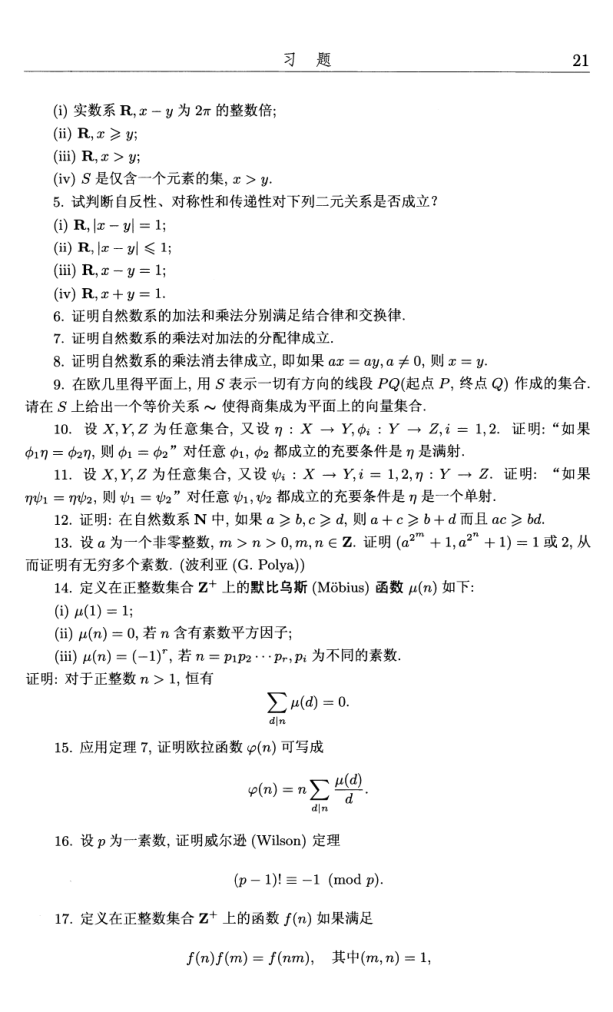 习 题 21
(i) 实数系 R, x − y 为 2π 的整数倍;
(ii) R, x ⩾ y;
(iii) R, x > y;
(iv) S 是仅含一个元素的集, x > y.
5. 试判断自反性、对称性和传递性对下列二元关系是否成立?
(i) R, |x − y| = 1;
(ii) R, |x − y| ⩽ 1;
(iii) R, x − y = 1;
(iv) R, x + y = 1.
6. 证明自然数系的加法和乘法分别满足结合律和交换律.
7. 证明自然数系的乘法对加法的分配律成立.
8. 证明自然数系的乘法消去律成立, 即如果 ax = ay, a ≠ 0, 则 x = y.
9. 在欧几里得平面上, 用 S 表示一切有方向的线段 PQ(起点 P, 终点 Q) 作成的集合.
请在 S 上给出一个等价关系 ∼ 使得商集成为平面上的向量集合.
10. 设 X, Y, Z 为任意集合, 又设 η : X → Y, ϕᵢ : Y → Z, i = 1, 2. 证明: “如果
ϕ₁η = ϕ₂η, 则 ϕ₁ = ϕ₂” 对任意 ϕ₁, ϕ₂ 都成立的充要条件是 η 是满射.
11. 设 X, Y, Z 为任意集合, 又设 ψᵢ : X → Y, i = 1, 2, η : Y → Z. 证明: “如果
ηψ₁ = ηψ₂, 则 ψ₁ = ψ₂” 对任意 ψ₁, ψ₂ 都成立的充要条件是 η 是一个单射.
12. 证明: 在自然数系 N 中, 如果 a ⩾ b, c ⩾ d, 则 a + c ⩾ b + d 而且 ac ⩾ bd.
13. 设 a 为一个非零整数, m > n > 0, m, n ∈ Z. 证明 (a^{2^m} + 1, a^{2^n} + 1) = 1 或 2, 从
而证明有无穷多个素数. (波利亚 (G. Polya))
14. 定义在正整数集合 Z⁺ 上的默比乌斯 (Möbius) 函数 μ(n) 如下:
(i) μ(1) = 1;
(ii) μ(n) = 0, 若 n 含有素数平方因子;
(iii) μ(n) = (−1)^r, 若 n = p₁p₂ ⋯ pᵣ, pᵢ 为不同的素数.
证明: 对于正整数 n > 1, 恒有
∑_{d|n} μ(d) = 0.
15. 应用定理 7, 证明欧拉函数 φ(n) 可写成
φ(n) = n ∑_{d|n} μ(d)/d.
16. 设 p 为一素数, 证明威尔逊 (Wilson) 定理
(p − 1)! ≡ −1 (mod p).
17. 定义在正整数集合 Z⁺ 上的函数 f(n) 如果满足
f(n)f(m) = f(nm), 其中(m, n) = 1,